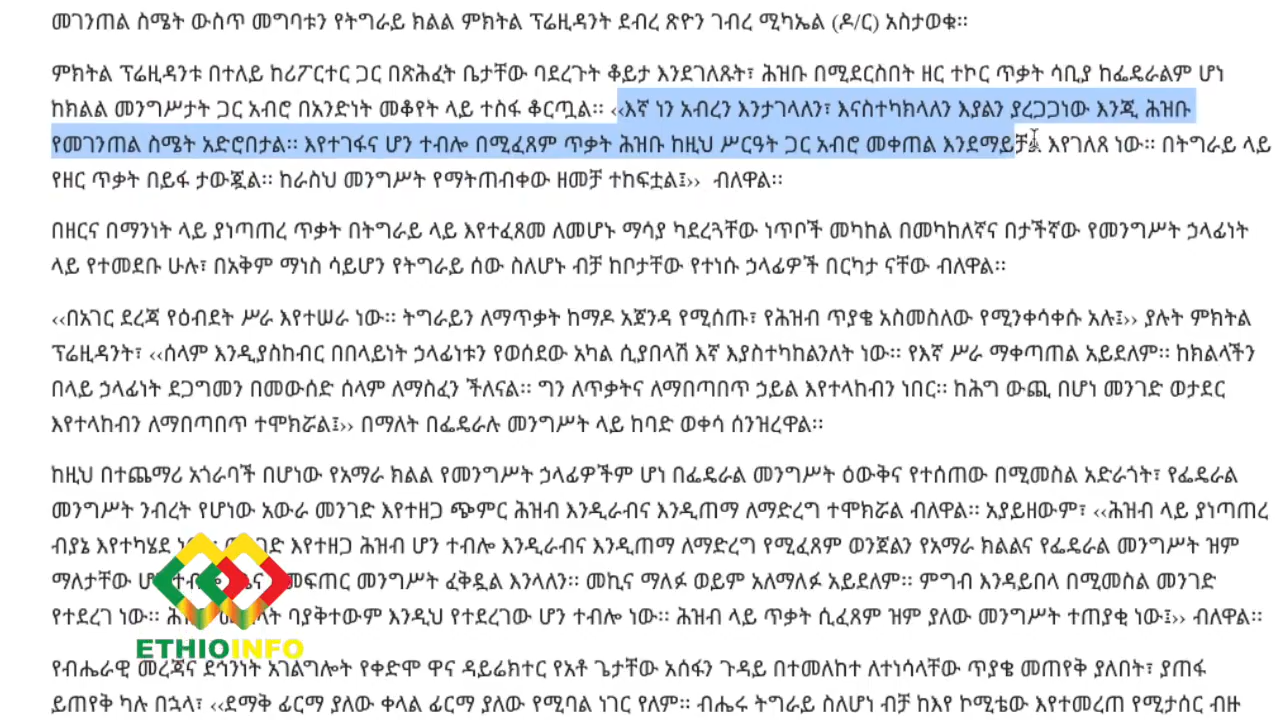 መገንጠል ስሜት ውስጥ መግባቱን የትግራይ ክልል ምክትል ፕሬዚዳንት ደብረ ጽዮን ገብረ ሚካኤል (ዶ/ር) አስታወቁ፡፡
ምክትል ፕሬዚዳንቱ በተለይ ከሪፖርተር ጋር በጽሕፈት ቤታቸው ባደረጉት ቆይታ እንደገለጹት፣ ሕዝቡ በሚደርስበት ዘር ተኮር ጥቃት ሳቢያ ከፌዴራልም ሆነ
ከክልል መንግሥታት ጋር አብሮ በአንድነት መቆየት ላይ ተስፋ ቆርጧል፡፡ ‹‹እኛ ነን አብረን እንታገላለን፣ እናስተካክላለን እያልን ያረጋጋነው እንጂ ሕዝቡ
የመገንጠል ስሜት አድሮበታል፡፡ እየተገፋና ሆን ተብሎ በሚፈጸም ጥቃት ሕዝቡ ከዚህ ሥርዓት ጋር አብሮ መቀጠል እንደማይቻል እየገለጸ ነው፡፡ በትግራይ ላይ
የዘር ጥቃት በይፋ ታውጇል፡፡ ከራስህ መንግሥት የማትጠብቀው ዘመቻ ተከፍቷል፤›› ብለዋል፡፡
በዘርና በማንነት ላይ ያነጣጠረ ጥቃት በትግራይ ላይ እየተፈጸመ ለመሆኑ ማሳያ ካደረጓቸው ነጥቦች መካከል በመካከለኛና በታችኛው የመንግሥት ኃላፊነት
ላይ የተመደቡ ሁሉ፣ በአቅም ማነስ ሳይሆን የትግራይ ሰው ስለሆኑ ብቻ ከቦታቸው የተነሱ ኃላፊዎች በርካታ ናቸው ብለዋል፡፡
‹‹በአገር ደረጃ የዕብደት ሥራ እየተሠራ ነው፡፡ ትግራይን ለማጥቃት ከማዶ አጀንዳ የሚሰጡ፣ የሕዝብ ጥያቄ አስመስለው የሚንቀሳቀሱ አሉ፤›› ያሉት ምክትል
ፕሬዚዳንት፣ ‹‹ሰላም እንዲያስከብር በበላይነት ኃላፊነቱን የወሰደው አካል ሲያበላሽ እኛ እያስተካከልንለት ነው፡፡ የእኛ ሥራ ማቀጣጠል አይደለም፡፡ ከክልላችን
በላይ ኃላፊነት ደጋግመን በመውሰድ ሰላም ለማስፈን ችለናል፡፡ ግን ለጥቃትና ለማበጣበጥ ኃይል እየተላከብን ነበር፡፡ ከሕግ ውጪ በሆነ መንገድ ወታደር
እየተላከብን ለማበጣበጥ ተሞክሯል፤›› በማለት በፌዴራሉ መንግሥት ላይ ከባድ ወቀሳ ሰንዝረዋል፡፡
ከዚህ በተጨማሪ አጎራባች በሆነው የአማራ ክልል የመንግሥት ኃላፊዎችም ሆነ በፌዴራል መንግሥት ዕውቅና የተሰጠው በሚመስል አድራጎት፣ የፌዴራል
መንግሥት ንብረት የሆነው አውራ መንገድ እየተዘጋ ጭምር ሕዝብ እንዲራብና እንዲጠማ ለማድረግ ተሞክሯል ብለዋል፡፡ አያይዘውም፣ ‹‹ሕዝብ ላይ ያነጣጠረ
ብያኔ እየተካሄደ እየተዘጋ ሕዝብ ሆን ተብሎ እንዲራብና እንዲጠማ ለማድረግ የሚፈጸም ወንጀልን የአማራ ክልልና የፌዴራል መንግሥት ዝም
ማለታቸው መፍጠር መንግሥት ፈቅዷል እንላለን፡፡ መኪና ማለፉ ወይም አለማለፉ አይደለም፡፡ ምግብ እንዳይበላ በሚመስል መንገድ
የተደረገ ነው፡፡ ባያቅተውም እንዲህ የተደረገው ሆን ተብሎ ነው፡፡ ሕዝብ ላይ ጥቃት ሲፈጸም ዝም ያለው መንግሥት ተጠያቂ ነው፤›› ብለዋል፡፡
ETHIOINFO
የብሔራዊ መረጃና ደኅንነት አገልግሎት የቀድሞ ዋና ዳይሬክተር የአቶ ጌታቸው አሰፋን ጉዳይ በተመለከተ ለተነሳላቸው ጥያቄ መጠየቅ ያለበት፣ ያጠፋ
ይጠየቅ ካሉ በኋላ፣ ‹‹ደማቅ ፊርማ ያለው ቀላል ፊርማ ያለው የሚባል ነገር የለም፡፡ ብሔሩ ትግራይ ስለሆነ ብቻ ከእየ ኮሚቴው እየተመረጠ የሚታሰር ብዙ